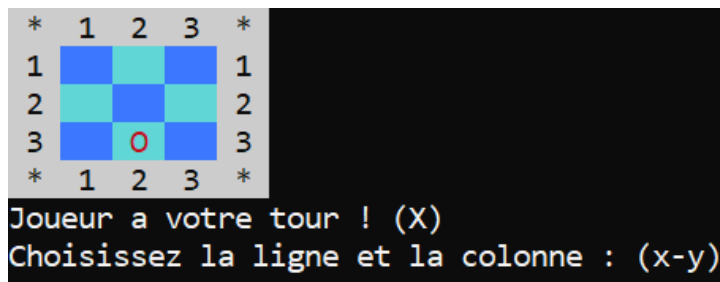 * 1 2 3 *
1 1
2 2
3 O 3
* 1 2 3 *
Joueur a votre tour ! (X)
Choisissez la ligne et la colonne : (x-y)